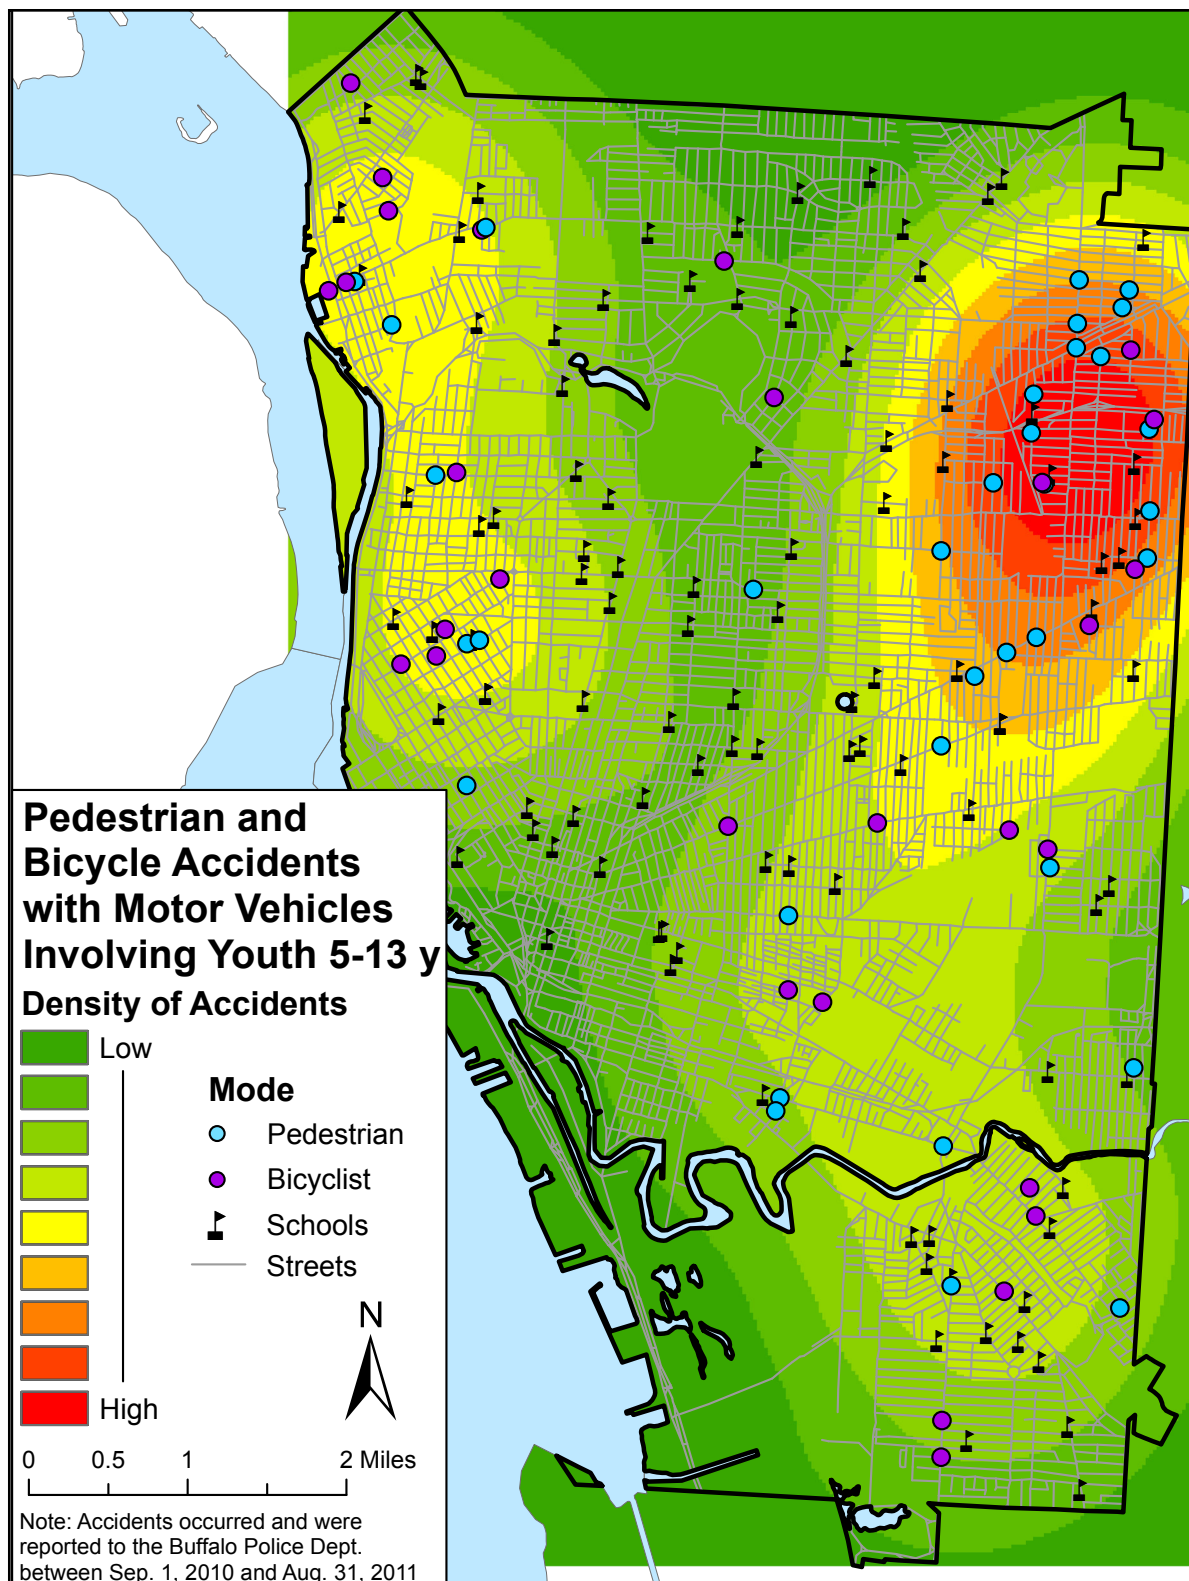 Pedestrian and
Bicycle Accidents
with Motor Vehicles
Involving Youth 5-13 y
Density of Accidents
Low
High
Mode
Pedestrian
Bicyclist
Schools
Streets
N
0 0.5 1 2 Miles
Note: Accidents occurred and were
reported to the Buffalo Police Dept.
between Sep. 1, 2010 and Aug. 31, 2011